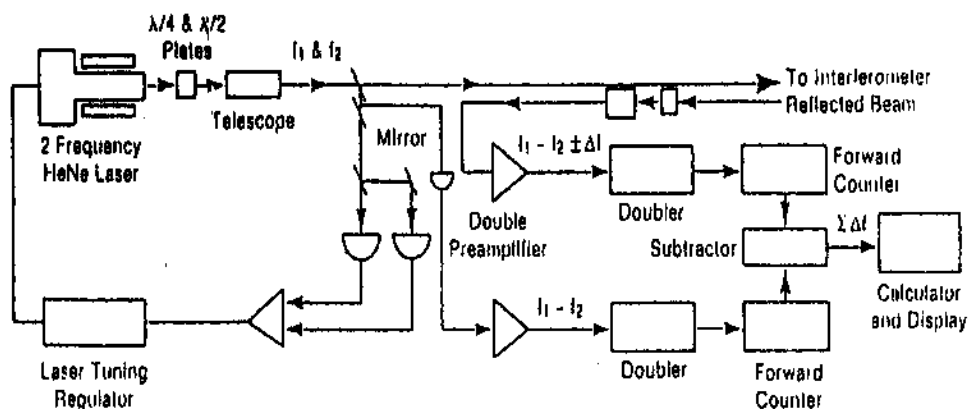 λ/4 & λ/2
Plates
f₁ & f₂
To Interferometer
Reflected Beam
Telescope
Mirror
2 Frequency
HeNe Laser
f₁ - f₂ ± Δf
Forward
Counter
Doubler
Double
Preamplifier
Subtractor
Σ Δf
Calculator
and Display
f₁ - f₂
Laser Tuning
Regulator
Doubler
Forward
Counter